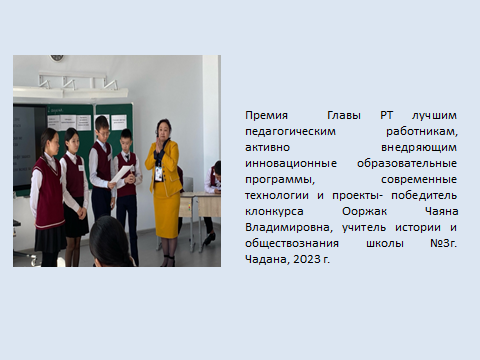 Премия Главы РТ лучшим
педагогическим работникам,
активно внедряющим
инновационные образовательные
программы, современные
технологии и проекты- победитель
клонкурса Ооржак Чаяна
Владимировна, учитель истории и
обществознания школы №3г.
Чадана, 2023 г.